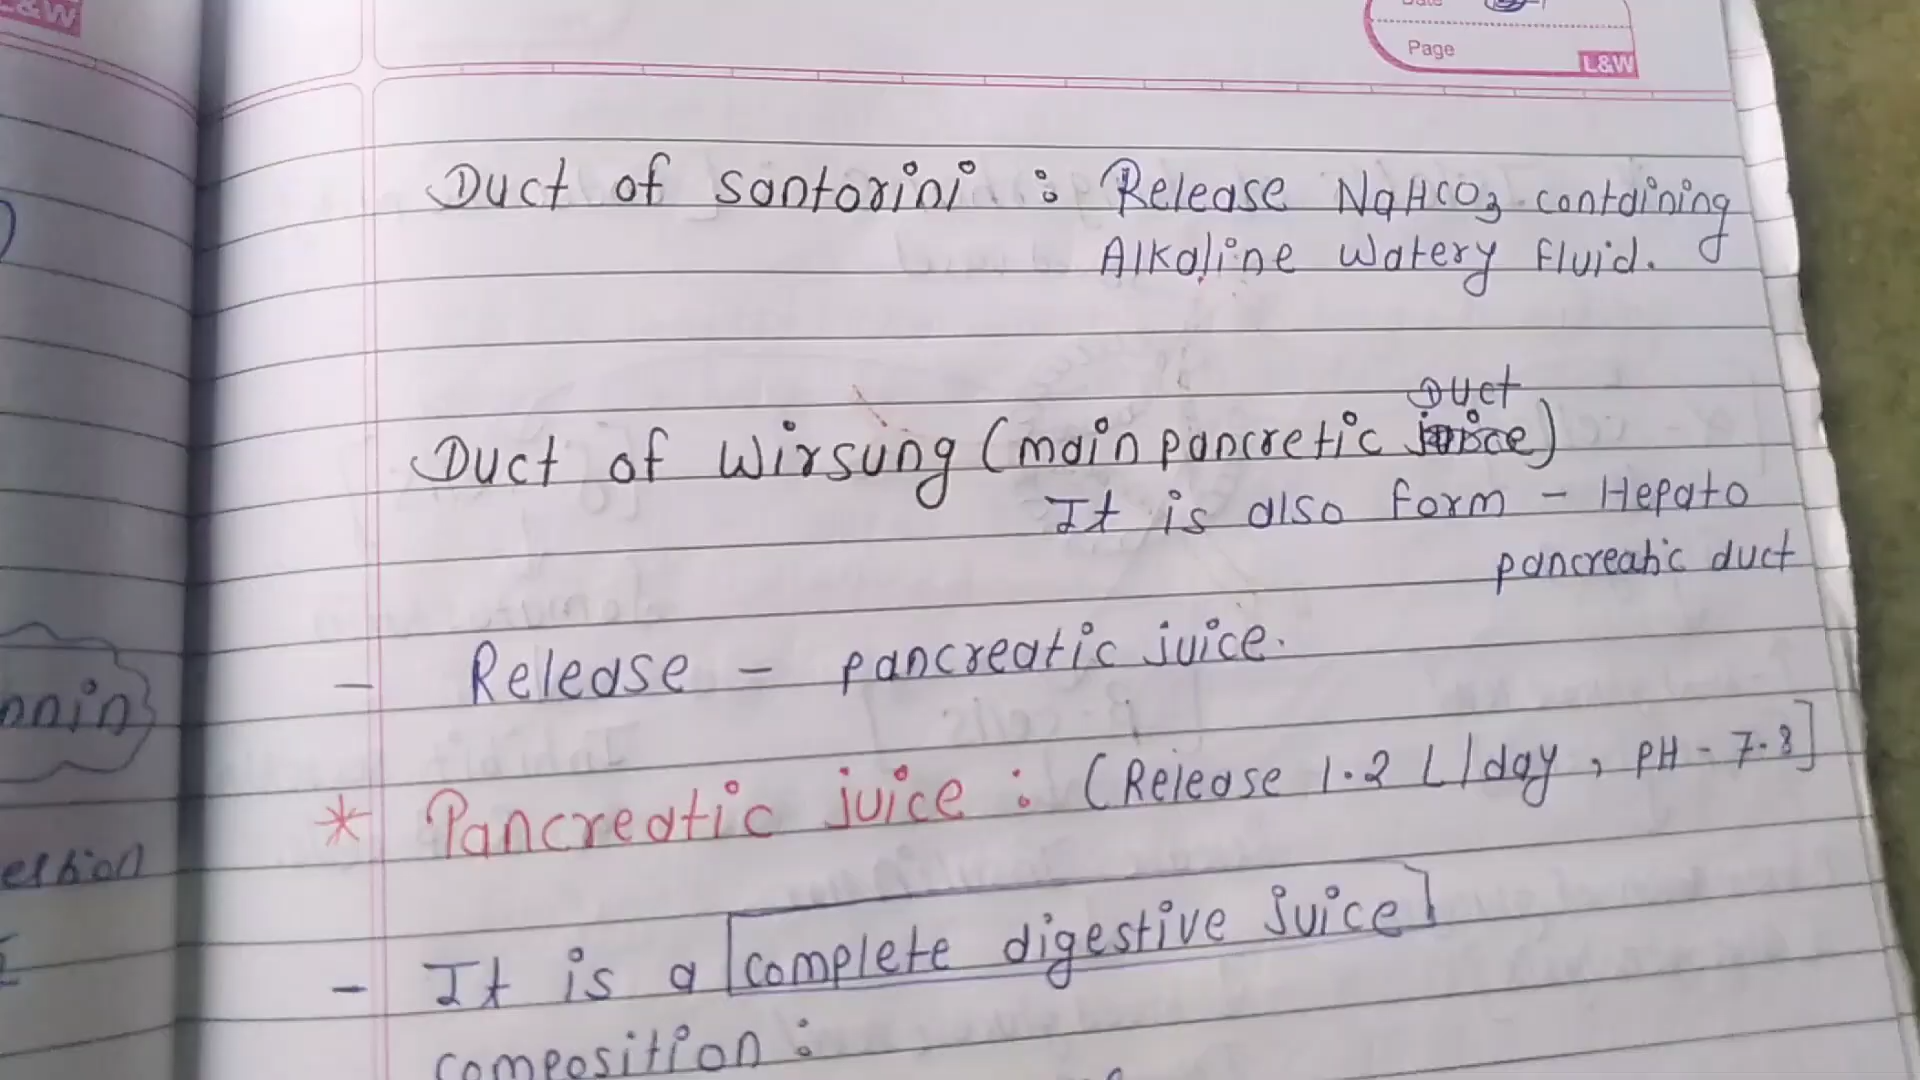 L&W
Page
L&W
Duct of santorini : Release NaHCO3 containing
Alkaline watery fluid.
Duct
Duct of wirsung (main pancretic juice)
It is also form - Hepato
pancreatic duct
- Release - pancreatic juice.
* Pancreatic juice : (Release 1.2 L/day, PH - 7.8]
- It is a complete digestive juice
composition :